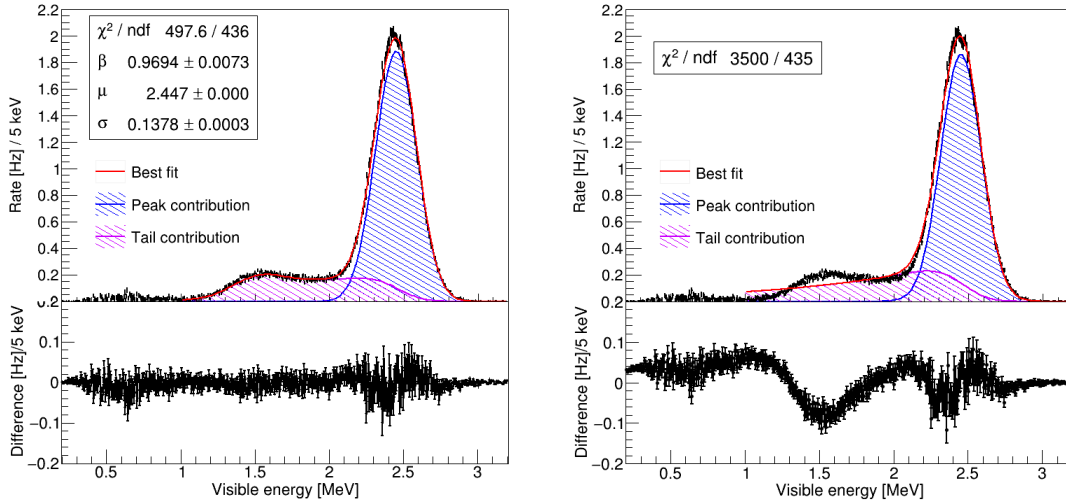 χ² / ndf 497.6 / 436
β 0.9694 ± 0.0073
μ 2.447 ± 0.000
σ 0.1378 ± 0.0003
Best fit
Peak contribution
Tail contribution
Rate [Hz] / 5 keV
2.2
2
1.8
1.6
1.4
1.2
1
0.8
0.6
0.4
0.2
0.2
0.1
0
−0.1
−0.2
Difference [Hz]/5 keV
0.5 1 1.5 2 2.5 3
Visible energy [MeV]
χ² / ndf 3500 / 435
Best fit
Peak contribution
Tail contribution
Rate [Hz] / 5 keV
2.2
2
1.8
1.6
1.4
1.2
1
0.8
0.6
0.4
0.2
0.2
0.1
0
−0.1
−0.2
Difference [Hz]/5 keV
0.5 1 1.5 2 2.5 3
Visible energy [MeV]